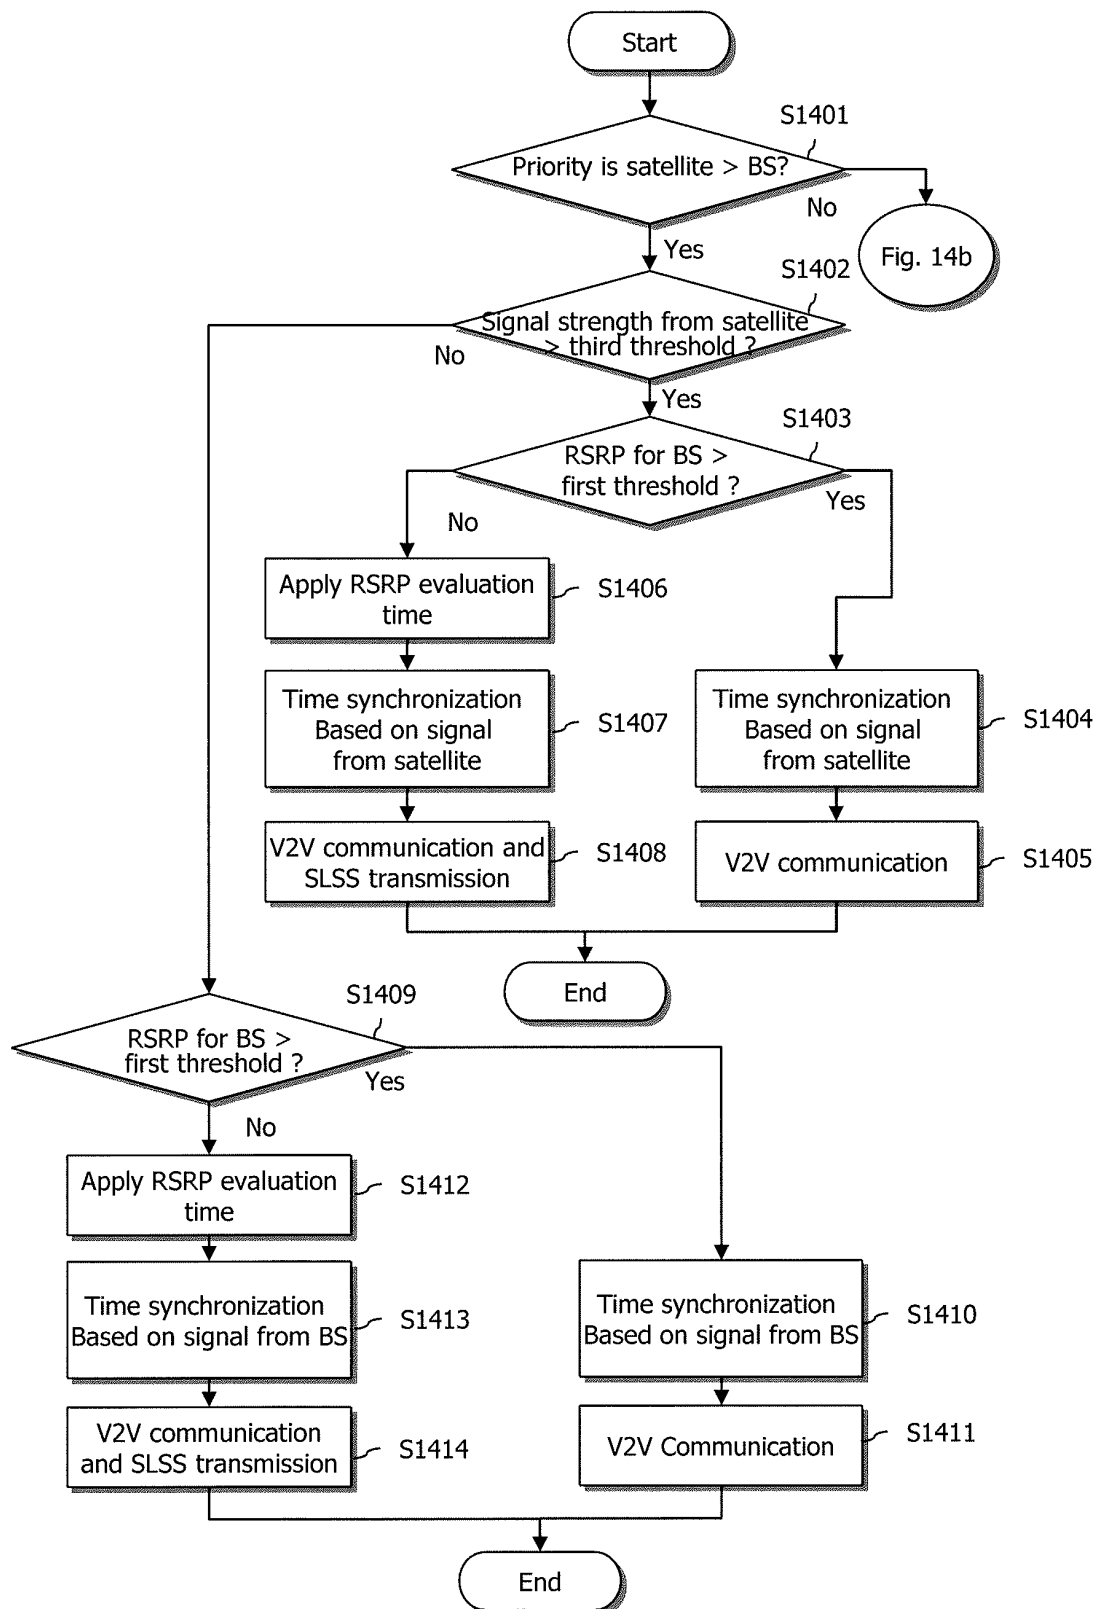 Start
S1401
Priority is satellite > BS?
No
Yes
Fig. 14b
S1402
Signal strength from satellite
> third threshold ?
No
Yes
S1403
RSRP for BS >
first threshold ?
Yes
No
Apply RSRP evaluation
time
S1406
Time synchronization
Based on signal
from satellite
S1407
Time synchronization
Based on signal
from satellite
S1404
V2V communication and
SLSS transmission
S1408
V2V communication
S1405
End
S1409
RSRP for BS >
first threshold ?
Yes
No
Apply RSRP evaluation
time
S1412
Time synchronization
Based on signal from BS
S1413
Time synchronization
Based on signal from BS
S1410
V2V communication
and SLSS transmission
S1414
V2V Communication
S1411
End